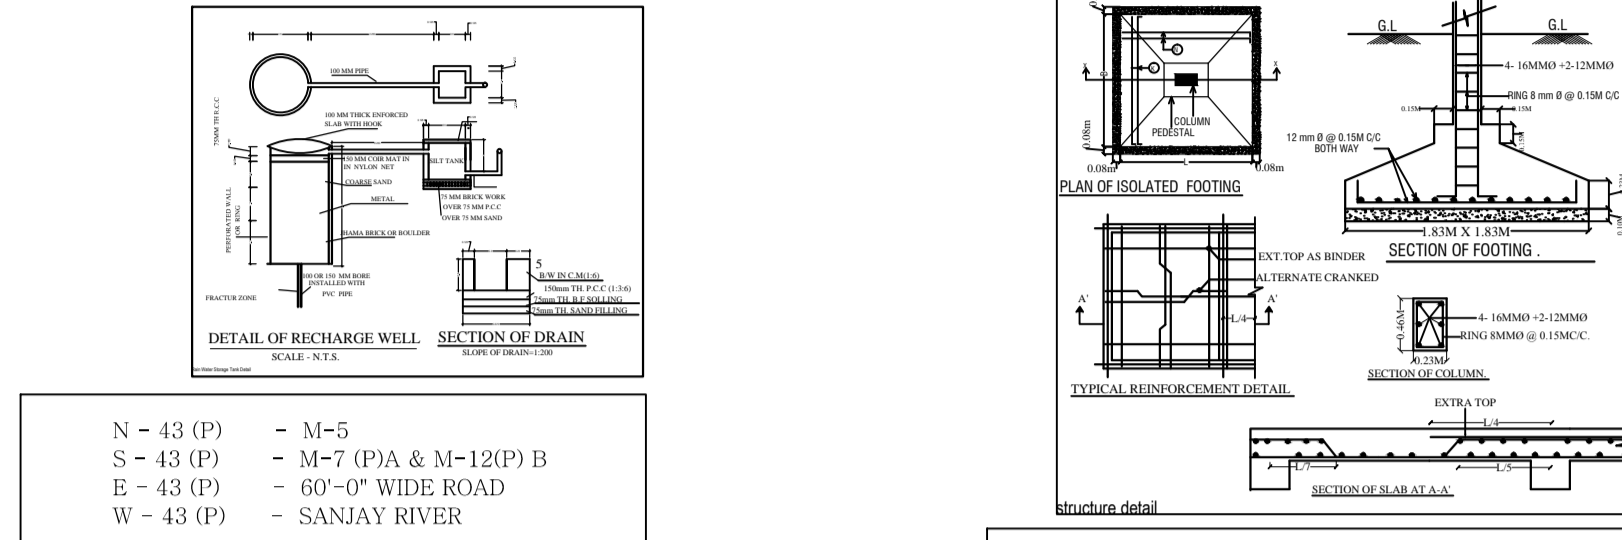 100 MM PIPE
75MM TH R.C.C
100 MM THICK ENFORCED
SLAB WITH HOOK
150 MM COIR MAT IN
IN NYLON NET
SILT TANK
COARSE SAND
METAL
75 MM BRICK WORK
OVER 75 MM P.C.C
OVER 75 MM SAND
PERFORATED WALL
OR RING
JHAMA BRICK OR BOULDER
100 OR 150 MM BORE
INSTALLED WITH
PVC PIPE
FRACTUR ZONE
5
B/W IN C.M(1:6)
150mm TH. P.C.C (1:3:6)
75mm TH. B.F SOLLING
75mm TH. SAND FILLING
DETAIL OF RECHARGE WELL
SCALE - N.T.S.
SECTION OF DRAIN
SLOPE OF DRAIN=1:200
Water Storage Tank Detail
N - 43 (P) - M-5
S - 43 (P) - M-7 (P)A & M-12(P) B
E - 43 (P) - 60'-0" WIDE ROAD
W - 43 (P) - SANJAY RIVER
X
X
COLUMN
PEDESTAL
0.08m
0.08m
L
0.08m
PLAN OF ISOLATED FOOTING
G.L
G.L
4- 16MMØ +2-12MMØ
RING 8 mm Ø @ 0.15M C/C
0.15M
0.15M
0.15M
12 mm Ø @ 0.15M C/C
BOTH WAY
1.83M X 1.83M
SECTION OF FOOTING .
EXT.TOP AS BINDER
ALTERNATE CRANKED
A'
A'
L/4
TYPICAL REINFORCEMENT DETAIL
0.46M
4- 16MMØ +2-12MMØ
RING 8MMØ @ 0.15MC/C.
0.23M
SECTION OF COLUMN.
EXTRA TOP
L/4
L/7
L/5
SECTION OF SLAB AT A-A'
structure detail